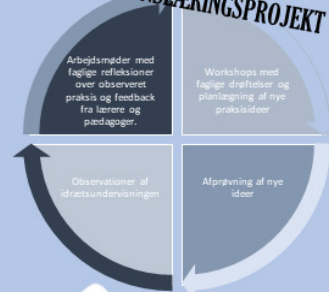 Arbejdsmøder med
faglige refleksioner
over observeret
praksis og feedback
fra lærere og
pædagoger.
Workshops med
faglige drøftelser og
planlægning af nye
praksisideer
Observationer af
idrætsundervisningen
Afprøvning af nye
ideer